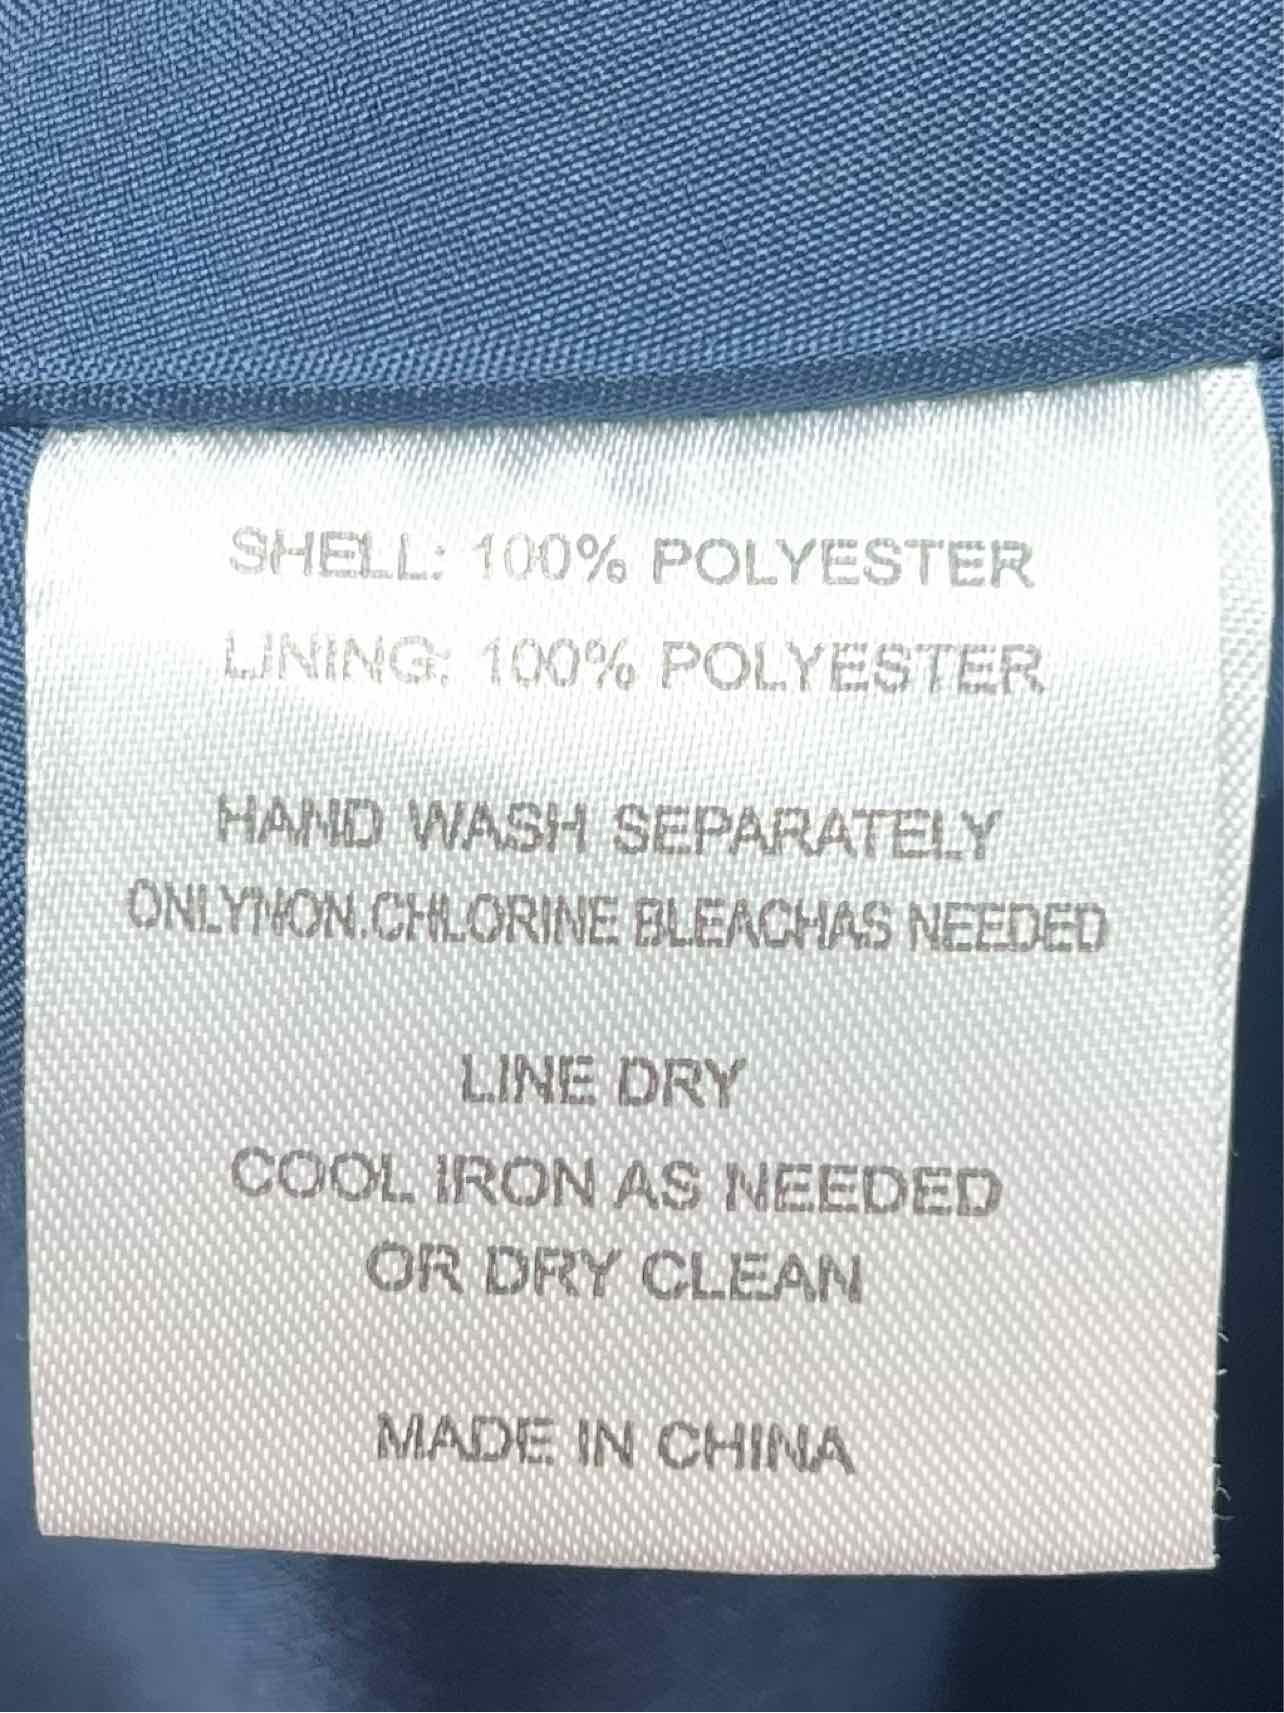 SHELL: 100% POLYESTER
LINING: 100% POLYESTER
HAND WASH SEPARATELY
ONLYNON.CHLORINE BLEACHAS NEEDED
LINE DRY
COOL IRON AS NEEDED
OR DRY CLEAN
MADE IN CHINA